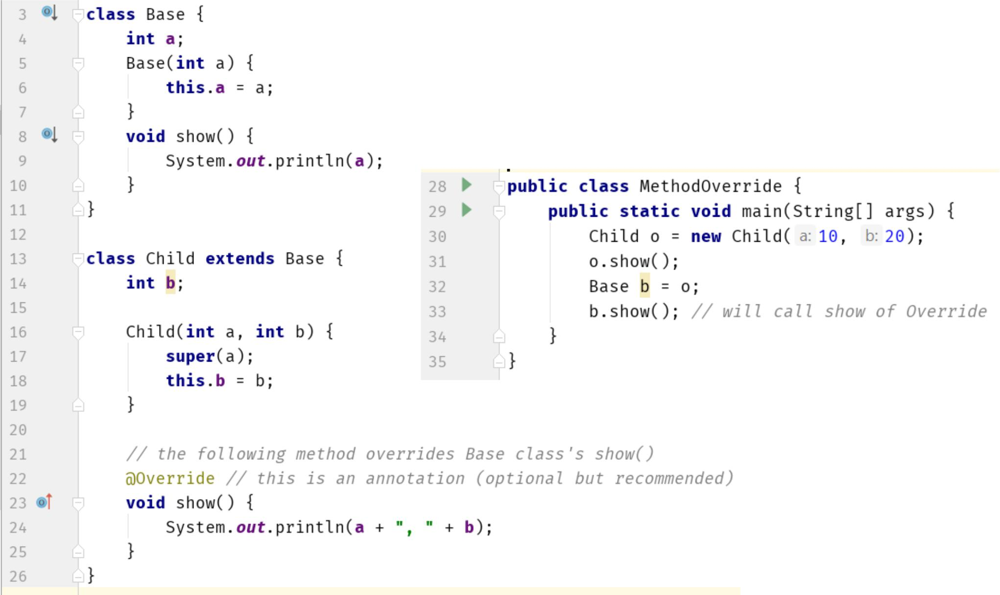 3 class Base {
4 int a;
5 Base(int a) {
6 this.a = a;
7 }
8 void show() {
9 System.out.println(a);
10 }
11 }
12
13 class Child extends Base {
14 int b;
15
16 Child(int a, int b) {
17 super(a);
18 this.b = b;
19 }
20
21 // the following method overrides Base class's show()
22 @Override // this is an annotation (optional but recommended)
23 void show() {
24 System.out.println(a + ", " + b);
25 }
26 }
28 public class MethodOverride {
29 public static void main(String[] args) {
30 Child o = new Child( a: 10, b: 20);
31 o.show();
32 Base b = o;
33 b.show(); // will call show of Override
34 }
35 }